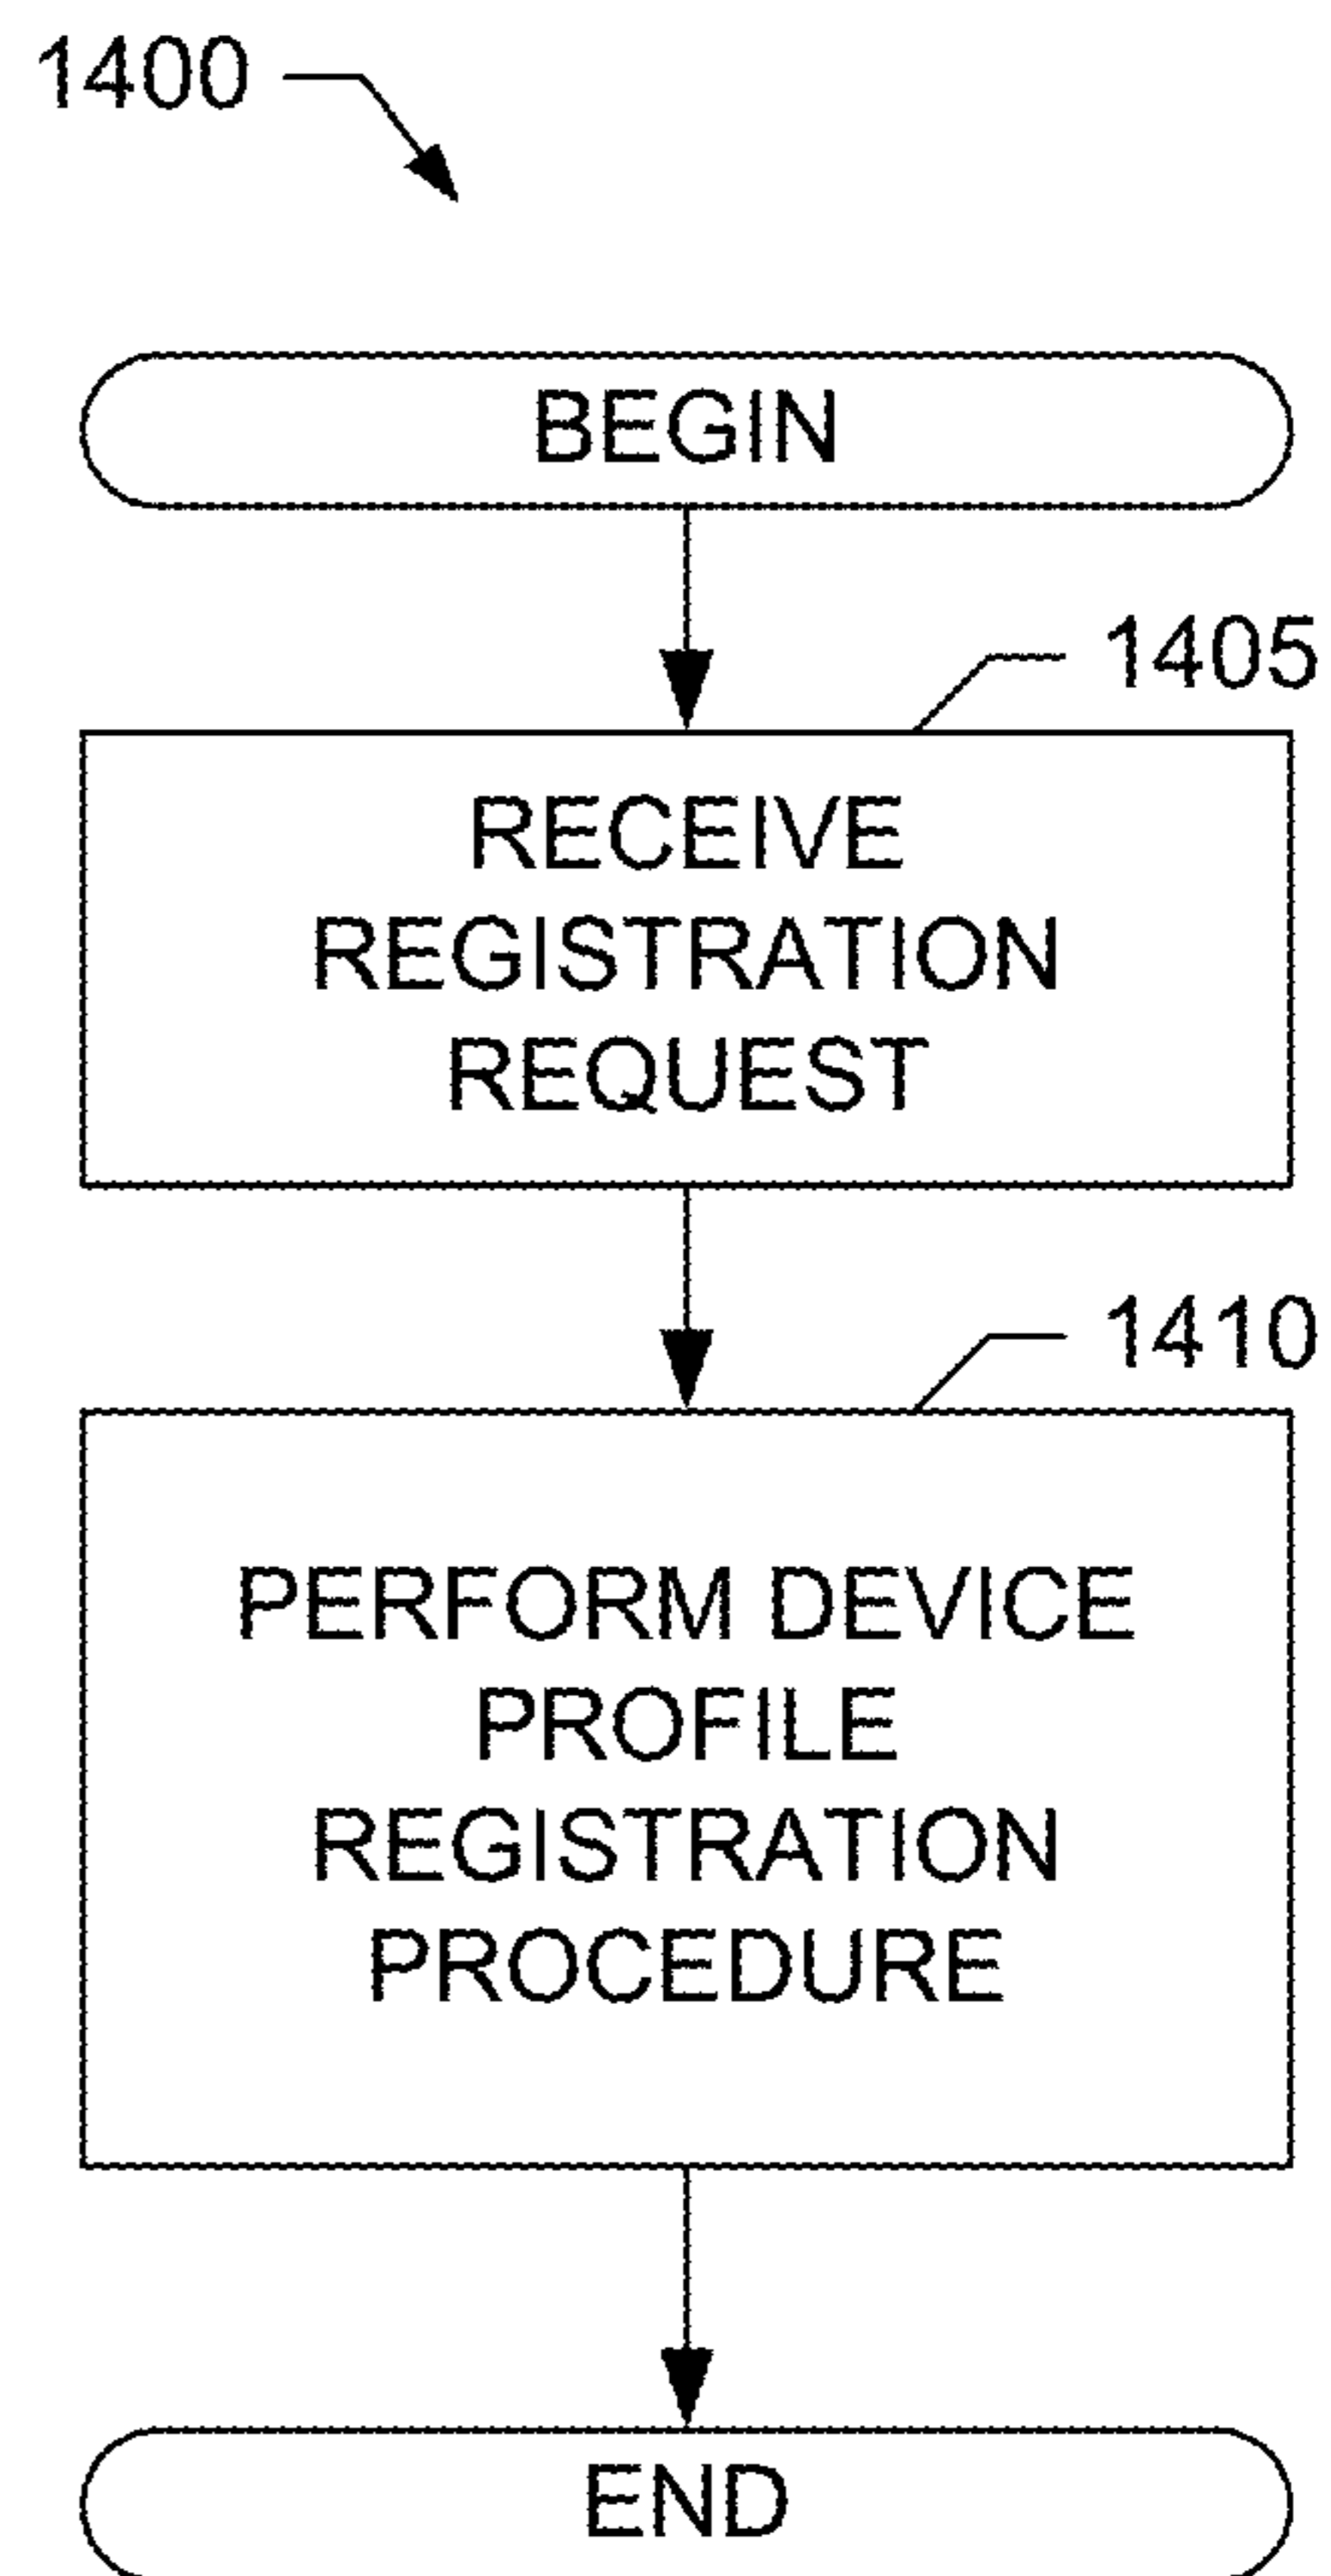 1400
BEGIN
1405
RECEIVE
REGISTRATION
REQUEST
1410
PERFORM DEVICE
PROFILE
REGISTRATION
PROCEDURE
END